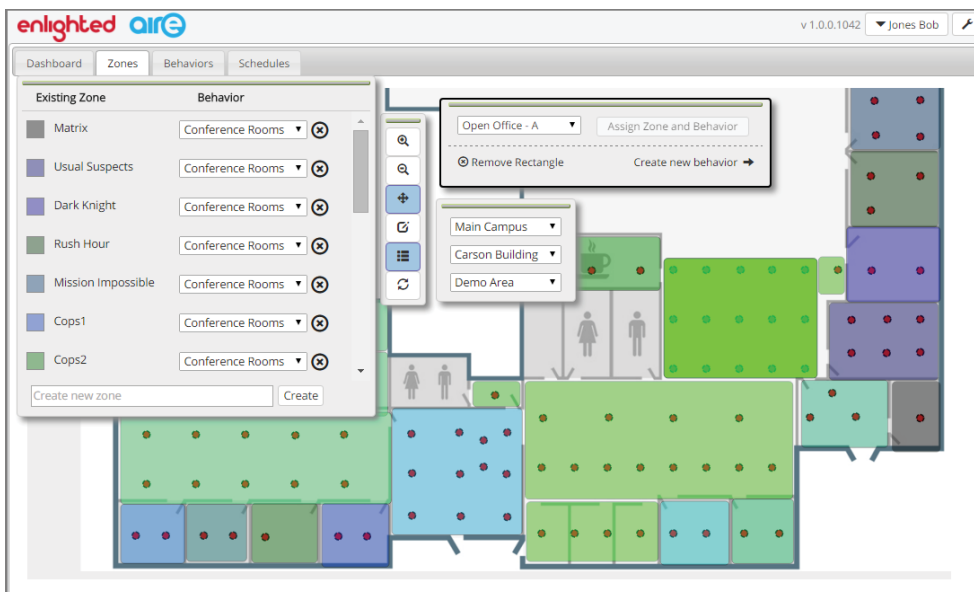 enlighted aire
v 1.0.0.1042 Jones Bob
Dashboard Zones Behaviors Schedules
Existing Zone Behavior
Matrix Conference Rooms
Usual Suspects Conference Rooms
Dark Knight Conference Rooms
Rush Hour Conference Rooms
Mission Impossible Conference Rooms
Cops1 Conference Rooms
Cops2 Conference Rooms
Create new zone Create
Open Office - A Assign Zone and Behavior
Remove Rectangle Create new behavior
Main Campus
Carson Building
Demo Area